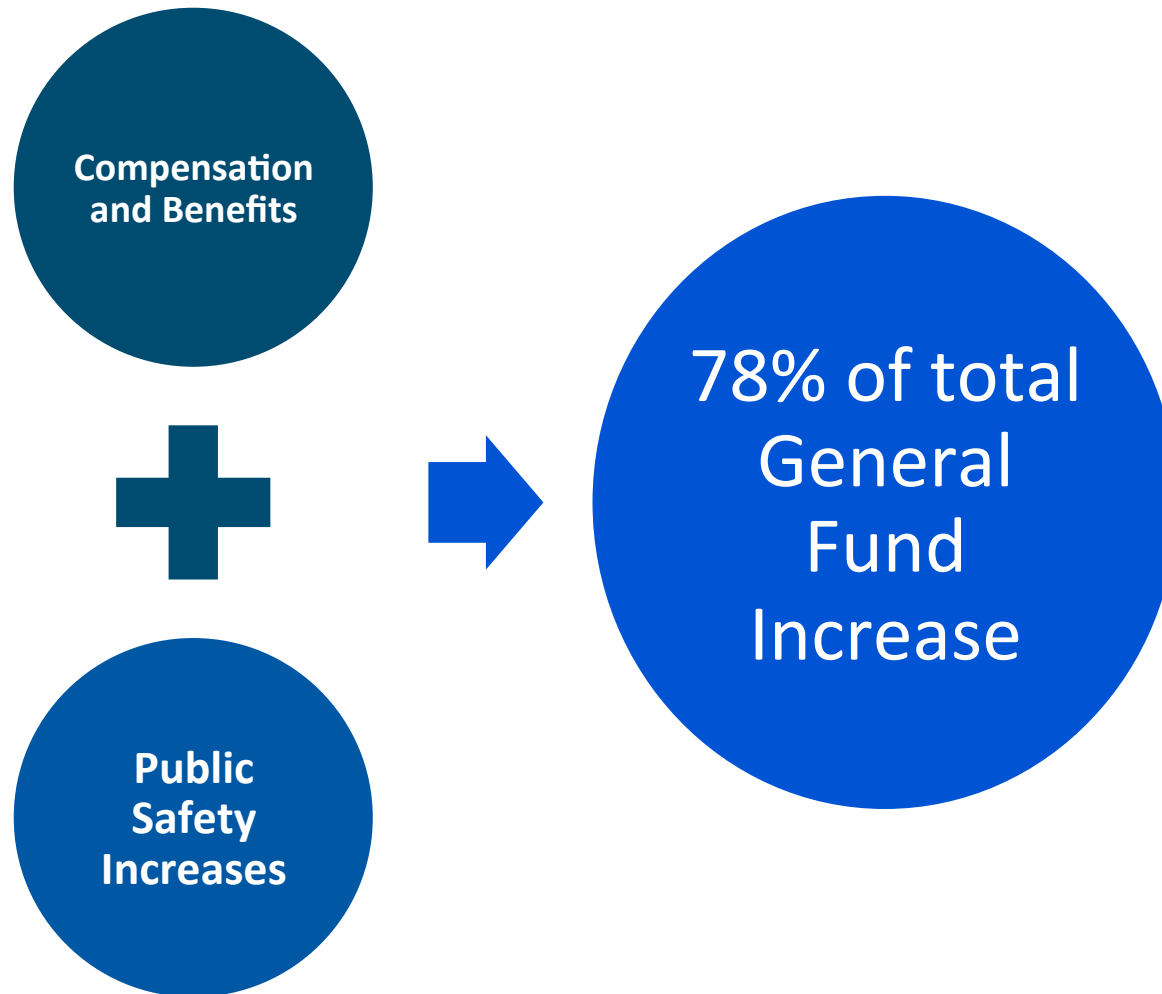 Compensation
and Benefits
Public
Safety
Increases
78% of total
General
Fund
Increase